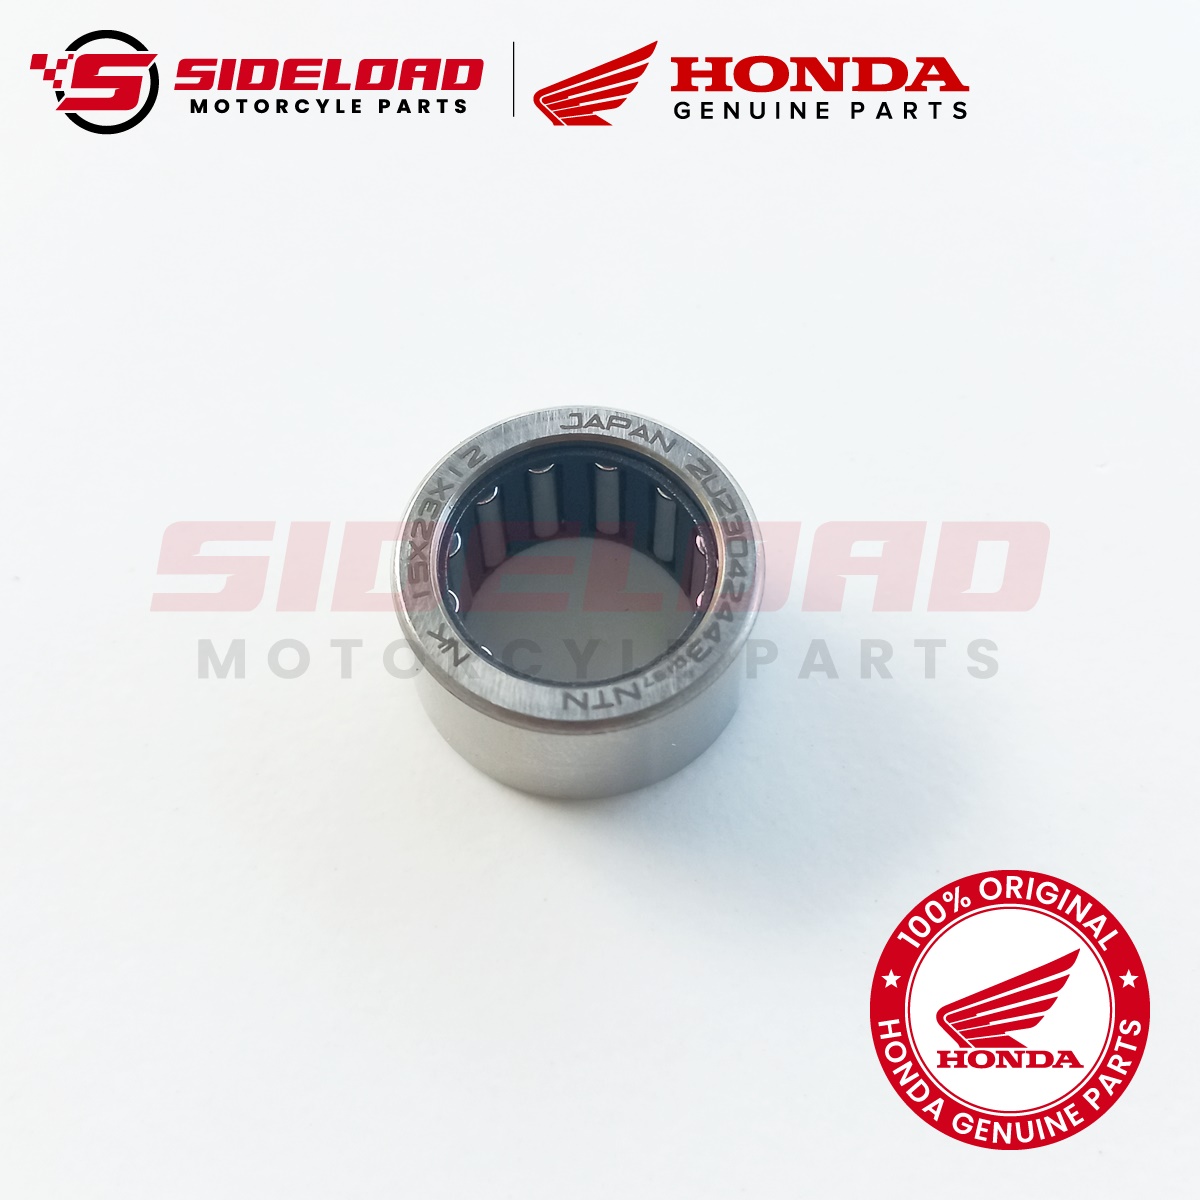 SIDELOAD
MOTORCYLE PARTS
HONDA
GENUINE PARTS
JAPAN 2U23042443
NTN
NK 15X23X12
SIDELOAD
MOTORCYLE PARTS
100% ORIGINAL
HONDA
HONDA GENUINE PARTS